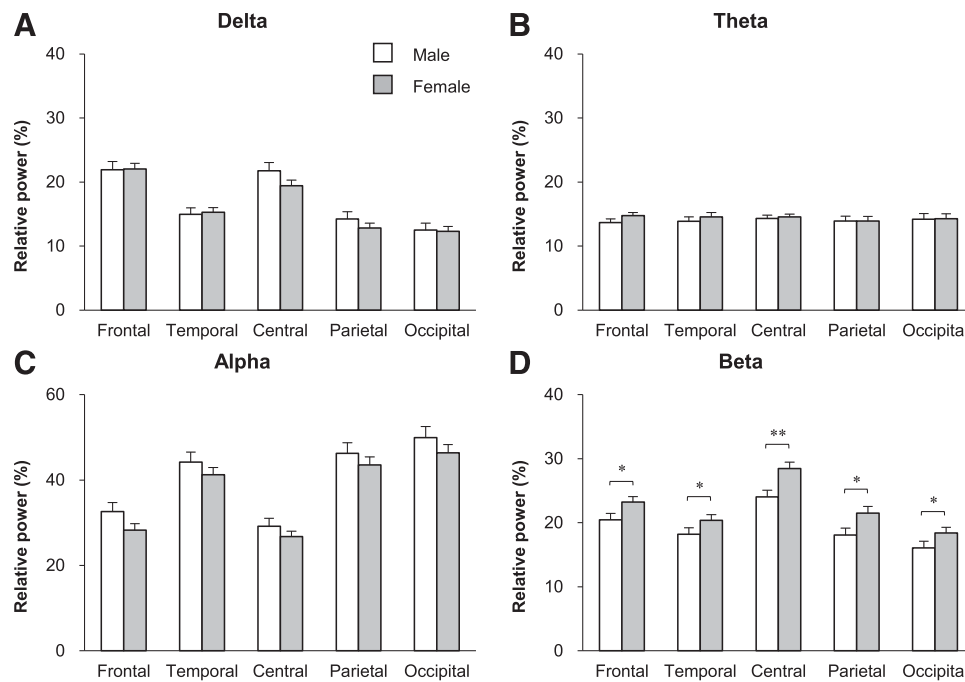 A
Delta
Relative power (%)
40
30
20
10
0
Male
Female
Frontal Temporal Central Parietal Occipital
B
Theta
Relative power (%)
40
30
20
10
0
Frontal Temporal Central Parietal Occipita
C
Alpha
Relative power (%)
60
40
20
0
Frontal Temporal Central Parietal Occipital
D
Beta
Relative power (%)
40
30
20
10
0
*
*
**
*
*
Frontal Temporal Central Parietal Occipita